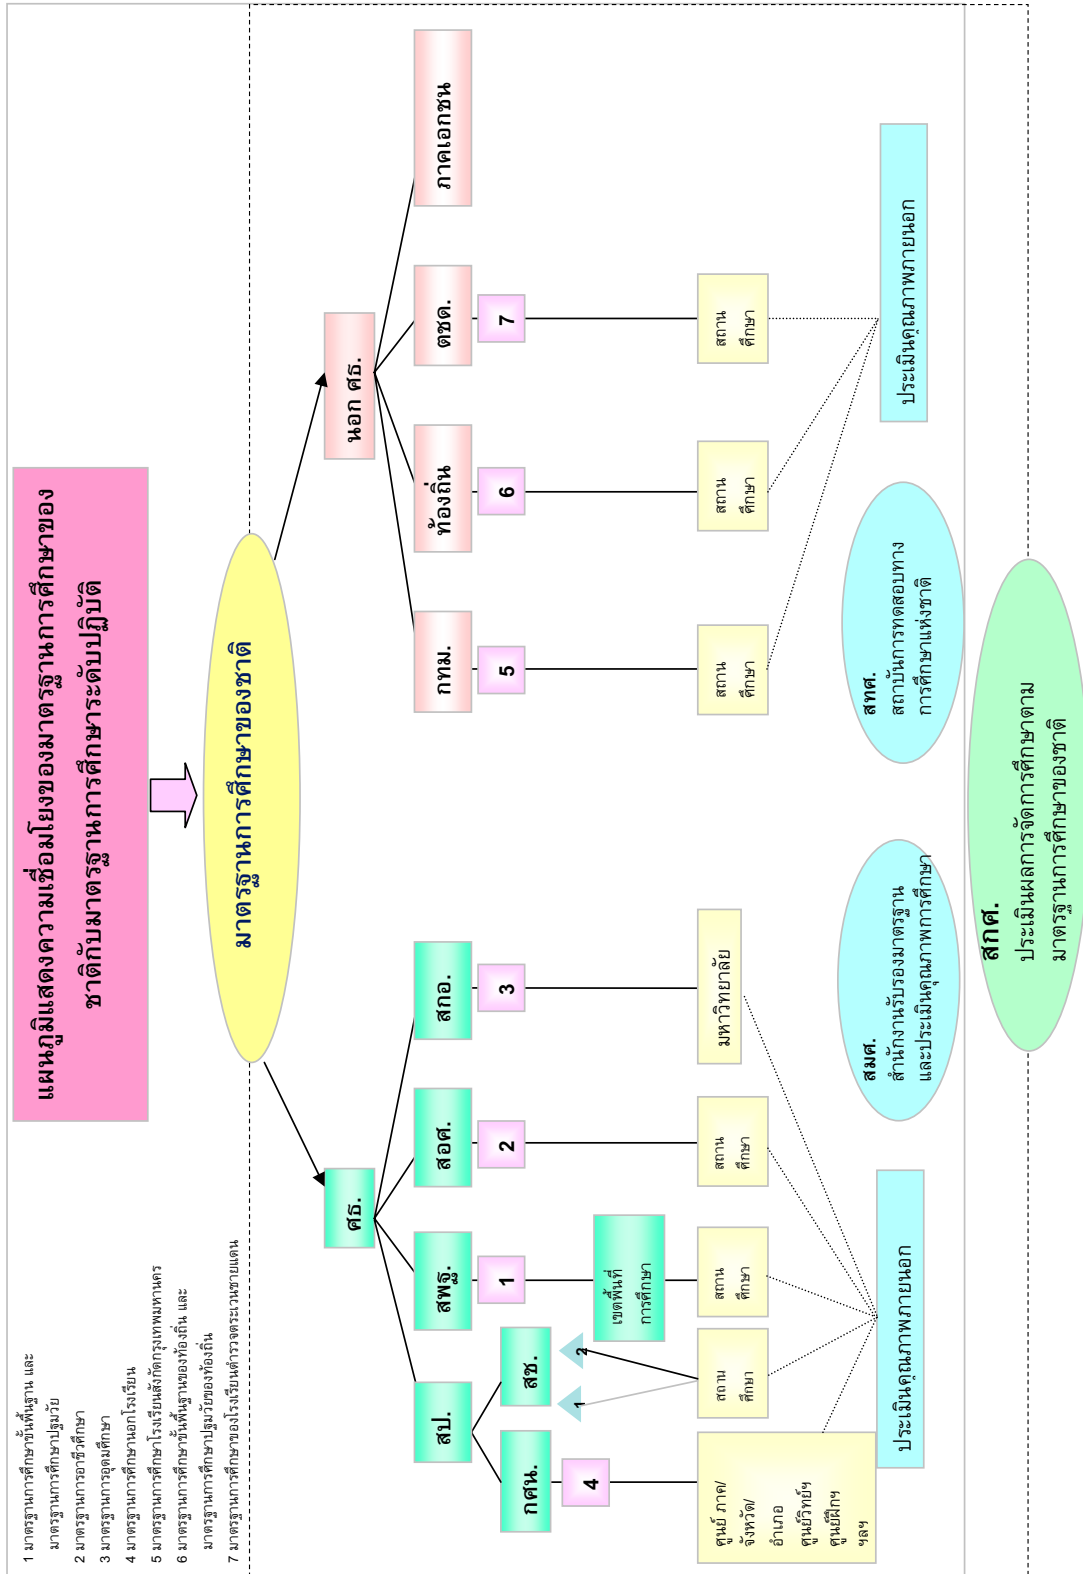 แผนภูมิแสดงความเชื่อมโยงของมาตรฐานการศึกษาของ
ชาติกับมาตรฐานการศึกษาระดับปฏิบัติ
1 มาตรฐานการศึกษาขั้นพื้นฐาน และ
มาตรฐานการศึกษาปฐมวัย
2 มาตรฐานการอาชีวศึกษา
3 มาตรฐานการอุดมศึกษา
4 มาตรฐานการศึกษานอกโรงเรียน
5 มาตรฐานการศึกษาโรงเรียนสังกัดกรุงเทพมหานคร
6 มาตรฐานการศึกษาขั้นพื้นฐานของท้องถิ่น และ
มาตรฐานการศึกษาปฐมวัยของท้องถิ่น
7 มาตรฐานการศึกษาของโรงเรียนตำรวจตระเวนชายแดน
มาตรฐานการศึกษาของชาติ
ศธ.
นอก ศธ.
สป.
สพฐ.
สอศ.
สกอ.
กทม.
ท้องถิ่น
ตชด.
ภาคเอกชน
1
2
3
5
6
7
กศน.
สช.
4
1
2
เขตพื้นที่
การศึกษา
ศูนย์ ภาค/
จังหวัด/
อำเภอ
ศูนย์วิทย์ฯ
ศูนย์ฝึกฯ
ฯลฯ
สถาน
ศึกษา
สถาน
ศึกษา
สถาน
ศึกษา
มหาวิทยาลัย
สถาน
ศึกษา
สถาน
ศึกษา
สถาน
ศึกษา
ประเมินคุณภาพภายนอก
สมศ.
สำนักงานรับรองมาตรฐาน
และประเมินคุณภาพการศึกษา
สทศ.
สถาบันการทดสอบทาง
การศึกษาแห่งชาติ
ประเมินคุณภาพภายนอก
สกศ.
ประเมินผลการจัดการศึกษาตาม
มาตรฐานการศึกษาของชาติ